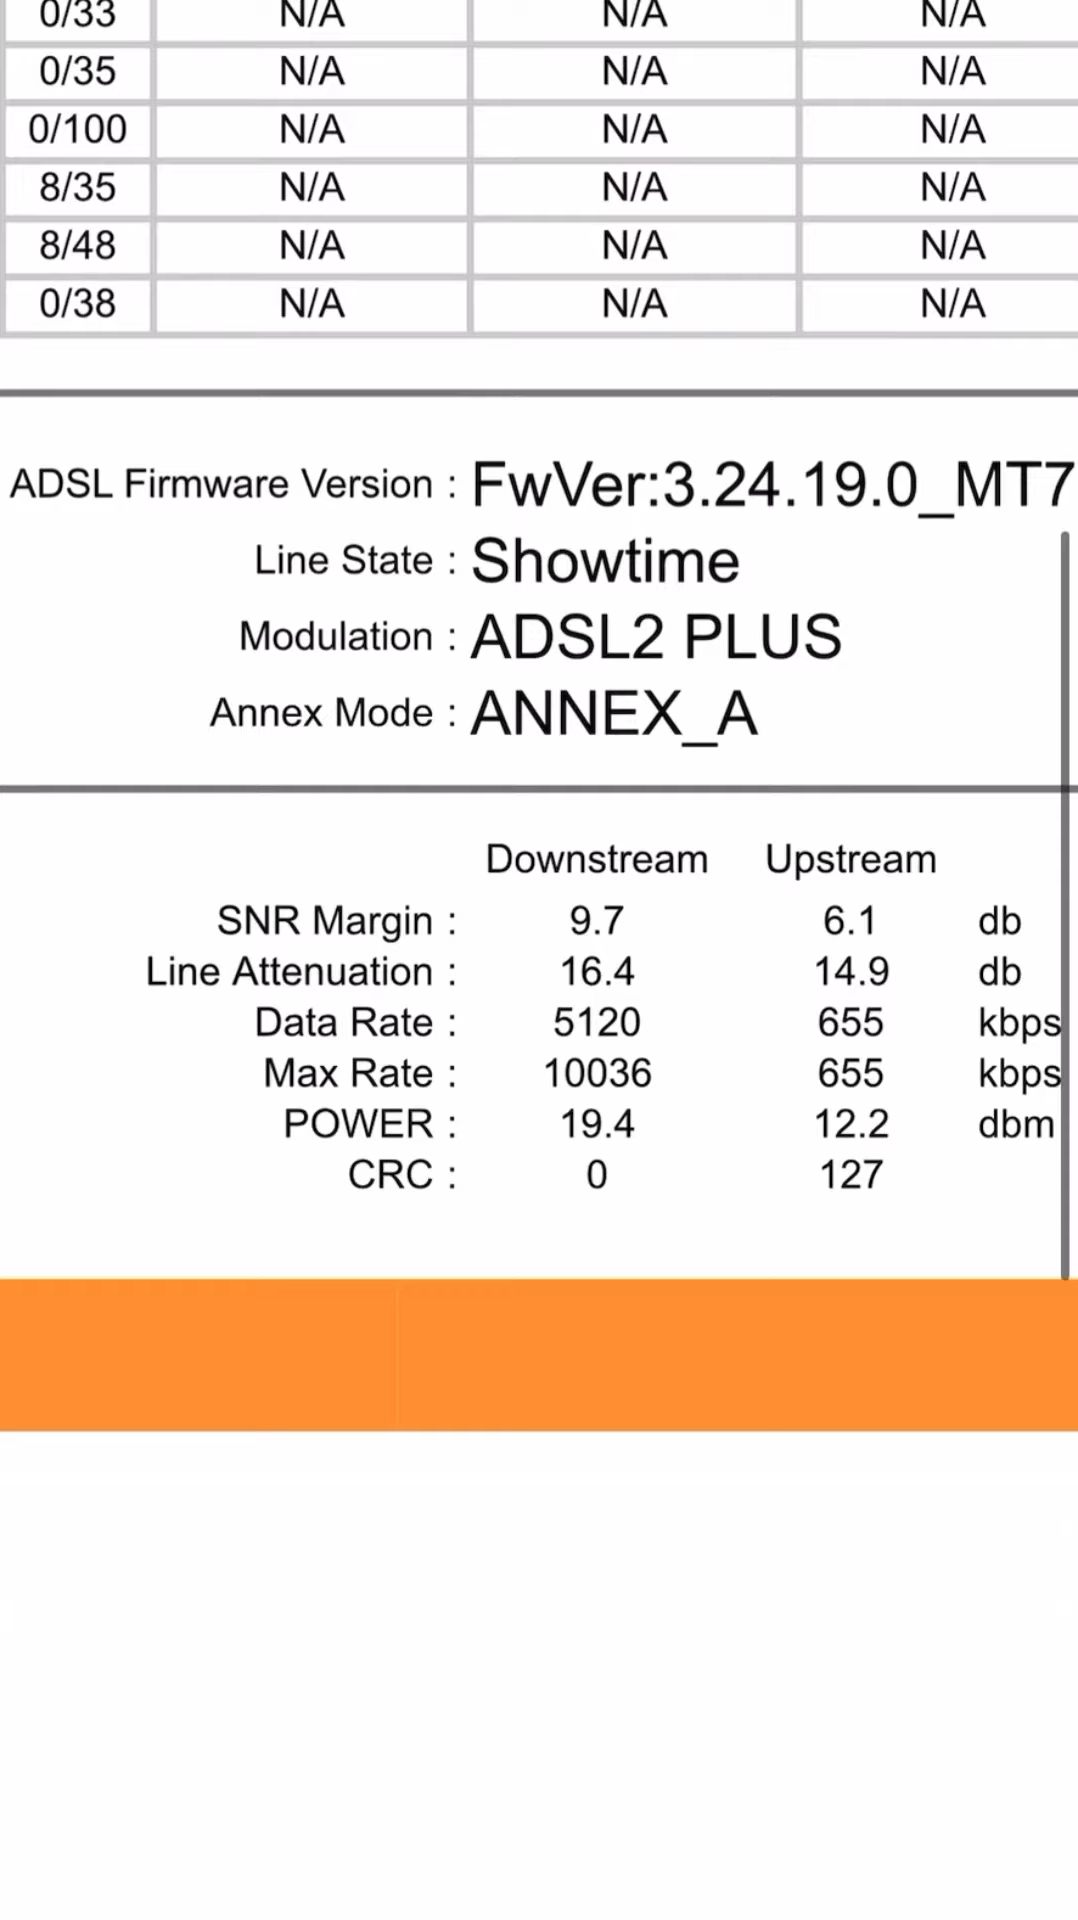 0/33 N/A N/A N/A
0/35 N/A N/A N/A
0/100 N/A N/A N/A
8/35 N/A N/A N/A
8/48 N/A N/A N/A
0/38 N/A N/A N/A
ADSL Firmware Version : FwVer:3.24.19.0_MT7
Line State : Showtime
Modulation : ADSL2 PLUS
Annex Mode : ANNEX_A
Downstream Upstream
SNR Margin : 9.7 6.1 db
Line Attenuation : 16.4 14.9 db
Data Rate : 5120 655 kbps
Max Rate : 10036 655 kbps
POWER : 19.4 12.2 dbm
CRC : 0 127